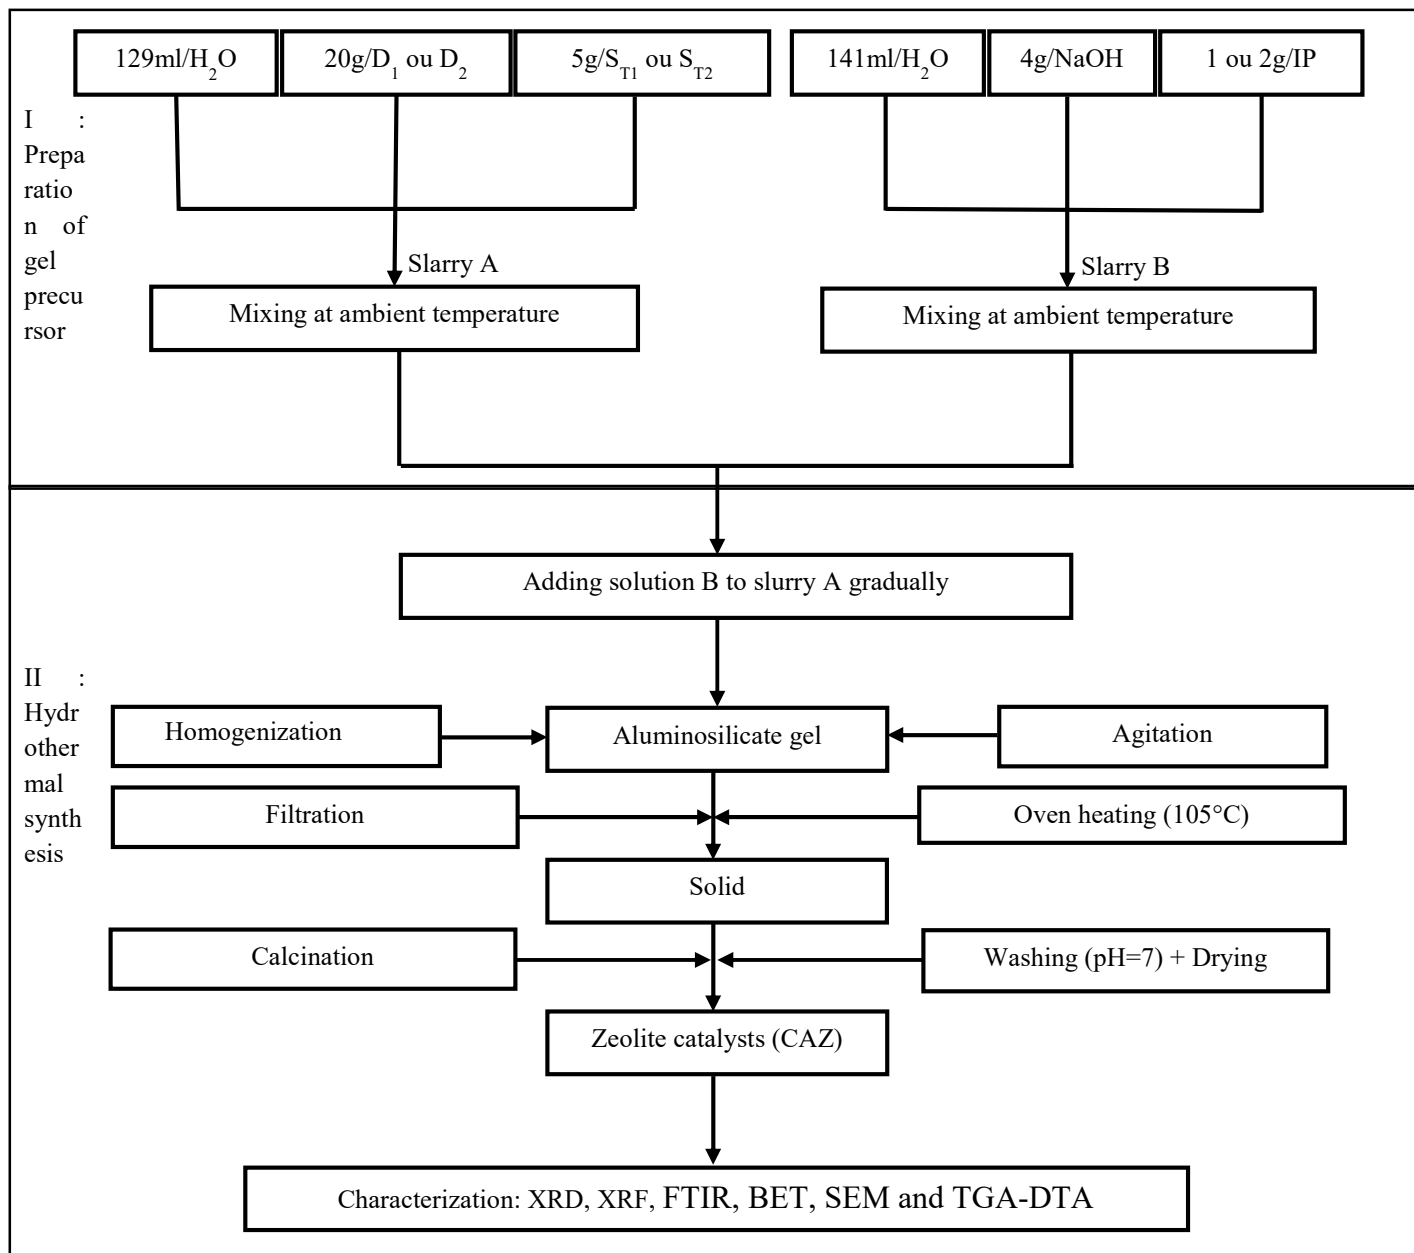 129ml/H₂O
20g/D₁ ou D₂
5g/S_T1 ou S_T2
141ml/H₂O
4g/NaOH
1 ou 2g/IP
I :
Prepa
ratio
n of
gel
precu
rsor
Slarry A
Slarry B
Mixing at ambient temperature
Mixing at ambient temperature
Adding solution B to slurry A gradually
II :
Hydr
other
mal
synth
esis
Homogenization
Aluminosilicate gel
Agitation
Filtration
Oven heating (105°C)
Solid
Calcination
Washing (pH=7) + Drying
Zeolite catalysts (CAZ)
Characterization: XRD, XRF, FTIR, BET, SEM and TGA-DTA